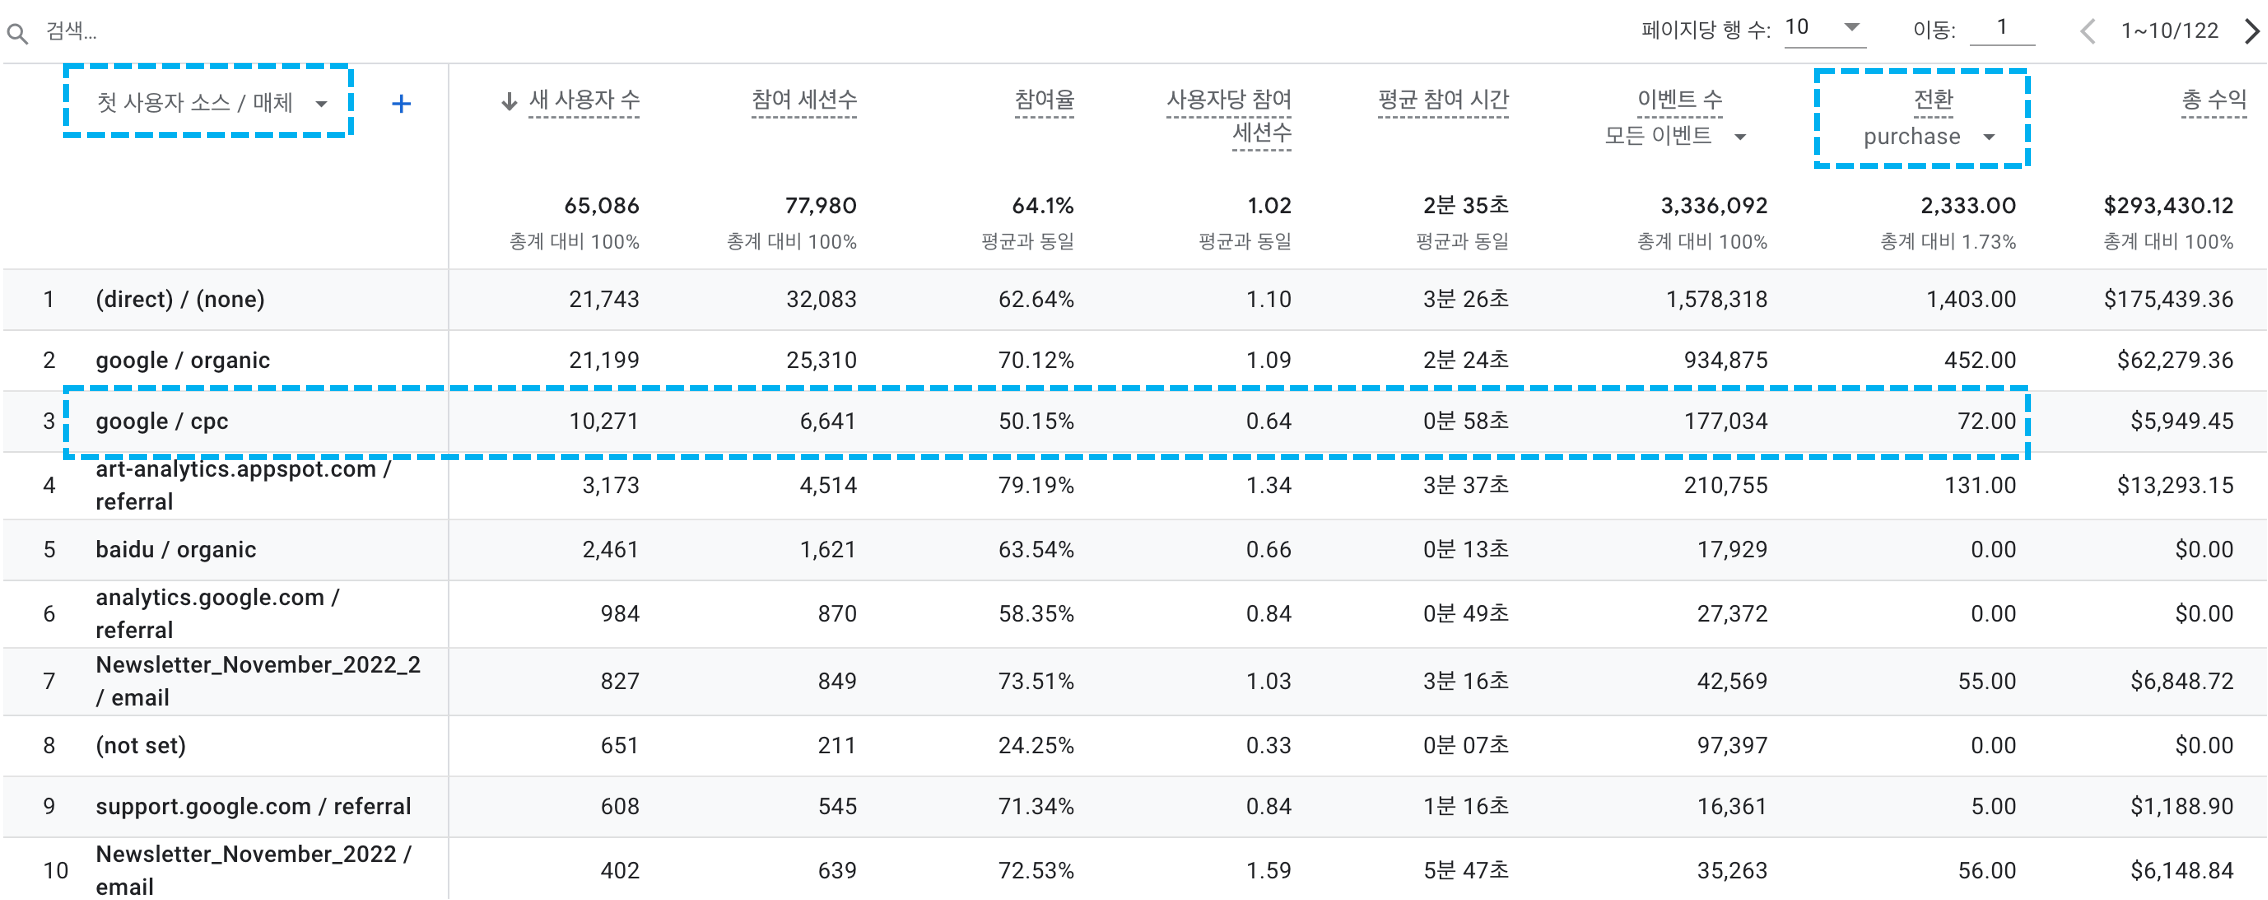 검색...
페이지당 행 수: 10 이동: 1 1~10/122
첫 사용자 소스 / 매체 + ↓ 새 사용자 수 참여 세션수 참여율 사용자당 참여 세션수 평균 참여 시간 이벤트 수 모든 이벤트 전환 purchase 총 수익
65,086 77,980 64.1% 1.02 2분 35초 3,336,092 2,333.00 $293,430.12
총계 대비 100% 총계 대비 100% 평균과 동일 평균과 동일 평균과 동일 총계 대비 100% 총계 대비 1.73% 총계 대비 100%
1 (direct) / (none) 21,743 32,083 62.64% 1.10 3분 26초 1,578,318 1,403.00 $175,439.36
2 google / organic 21,199 25,310 70.12% 1.09 2분 24초 934,875 452.00 $62,279.36
3 google / cpc 10,271 6,641 50.15% 0.64 0분 58초 177,034 72.00 $5,949.45
4 art-analytics.appspot.com / referral 3,173 4,514 79.19% 1.34 3분 37초 210,755 131.00 $13,293.15
5 baidu / organic 2,461 1,621 63.54% 0.66 0분 13초 17,929 0.00 $0.00
6 analytics.google.com / referral 984 870 58.35% 0.84 0분 49초 27,372 0.00 $0.00
7 Newsletter_November_2022_2 / email 827 849 73.51% 1.03 3분 16초 42,569 55.00 $6,848.72
8 (not set) 651 211 24.25% 0.33 0분 07초 97,397 0.00 $0.00
9 support.google.com / referral 608 545 71.34% 0.84 1분 16초 16,361 5.00 $1,188.90
10 Newsletter_November_2022 / email 402 639 72.53% 1.59 5분 47초 35,263 56.00 $6,148.84